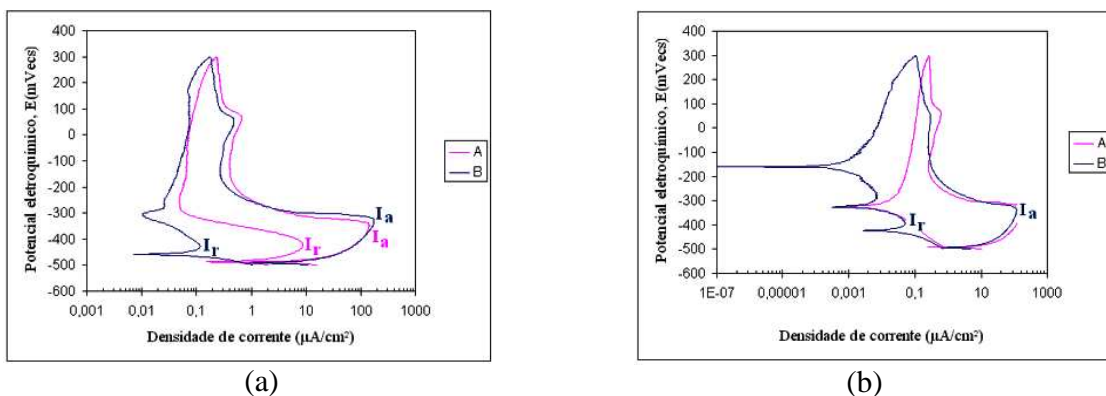 400
300
200
100
0
-100
-200
-300
-400
-500
-600
Potencial eletroquimico, E(mVecs)
0,001
0,01
0,1
1
10
100
1000
Densidade de corrente (µA/cm²)
Ir
Ir
Ia
Ia
A
B
(a)
400
300
200
100
0
-100
-200
-300
-400
-500
-600
Potencial eletroquimico, E(mVecs)
1E-07
0,00001
0,001
0,1
10
1000
Densidade de corrente (µA/cm²)
Ir
Ia
A
B
(b)